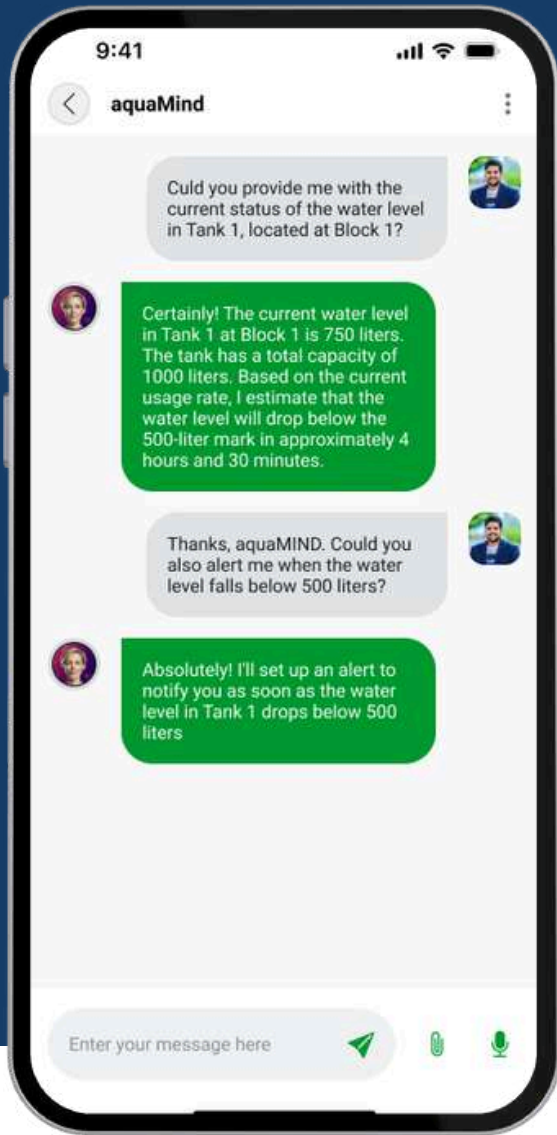 9:41
aquaMind
Culd you provide me with the
current status of the water level
in Tank 1, located at Block 1?
Certainly! The current water level
in Tank 1 at Block 1 is 750 liters.
The tank has a total capacity of
1000 liters. Based on the current
usage rate, I estimate that the
water level will drop below the
500-liter mark in approximately 4
hours and 30 minutes.
Thanks, aquaMIND. Could you
also alert me when the water
level falls below 500 liters?
Absolutely! I'll set up an alert to
notify you as soon as the water
level in Tank 1 drops below 500
liters
Enter your message here